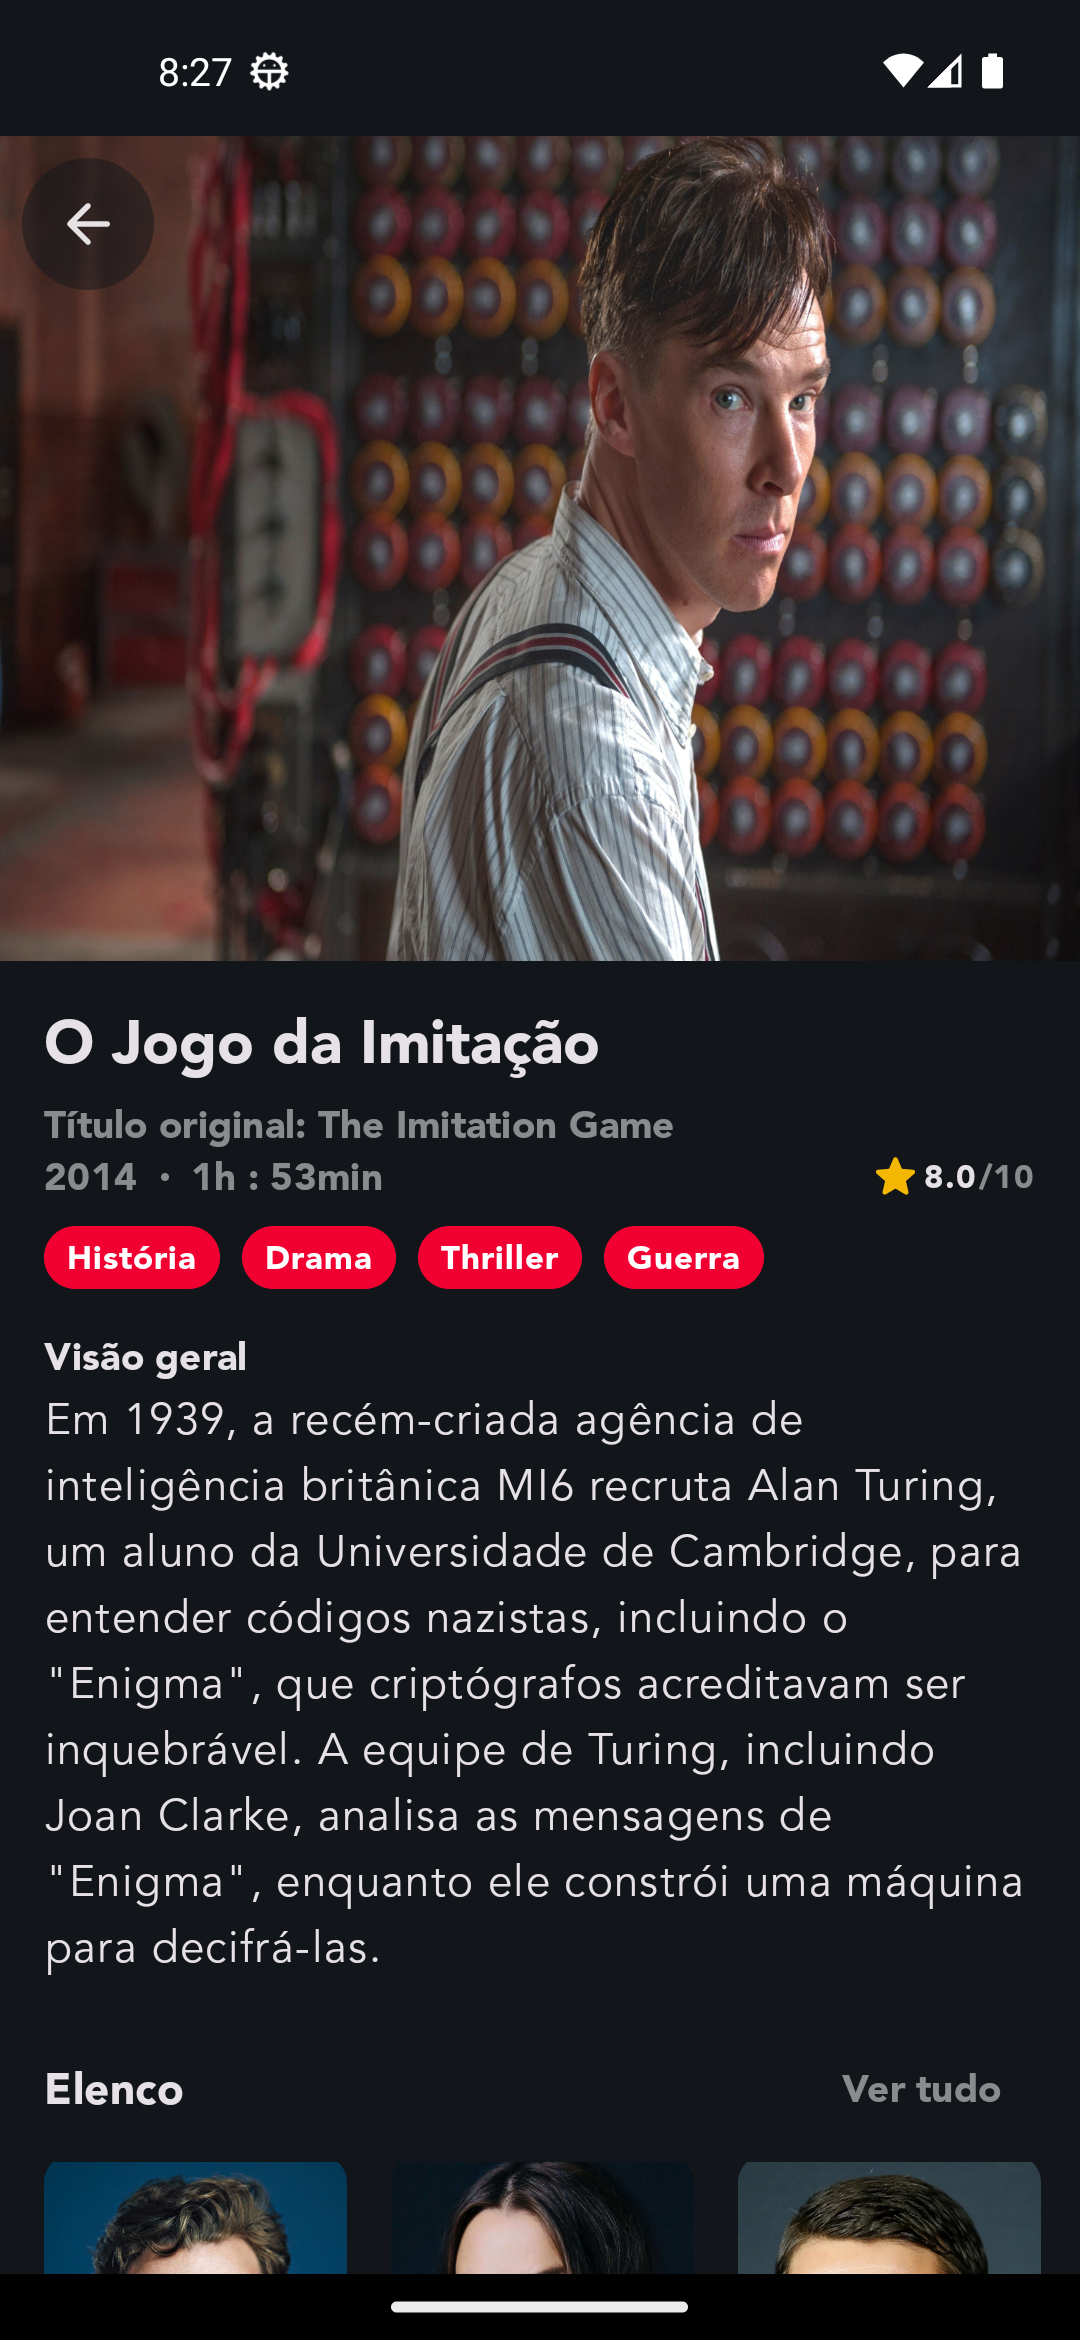 8:27
O Jogo da Imitação
Título original: The Imitation Game
2014 • 1h : 53min
8.0/10
História
Drama
Thriller
Guerra
Visão geral
Em 1939, a recém-criada agência de
inteligência britânica MI6 recruta Alan Turing,
um aluno da Universidade de Cambridge, para
entender códigos nazistas, incluindo o
"Enigma", que criptógrafos acreditavam ser
inquebrável. A equipe de Turing, incluindo
Joan Clarke, analisa as mensagens de
"Enigma", enquanto ele constrói uma máquina
para decifrá-las.
Elenco
Ver tudo